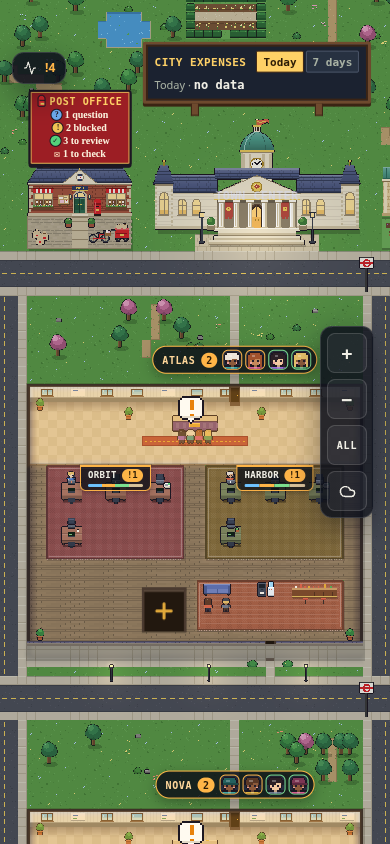 CITY EXPENSES Today 7 days
Today · no data
!4
POST OFFICE
? 1 question
! 2 blocked
✓ 3 to review
✉ 1 to check
ATLAS 2
+
−
ALL
!
ORBIT !1
HARBOR !1
+
NOVA 2
!